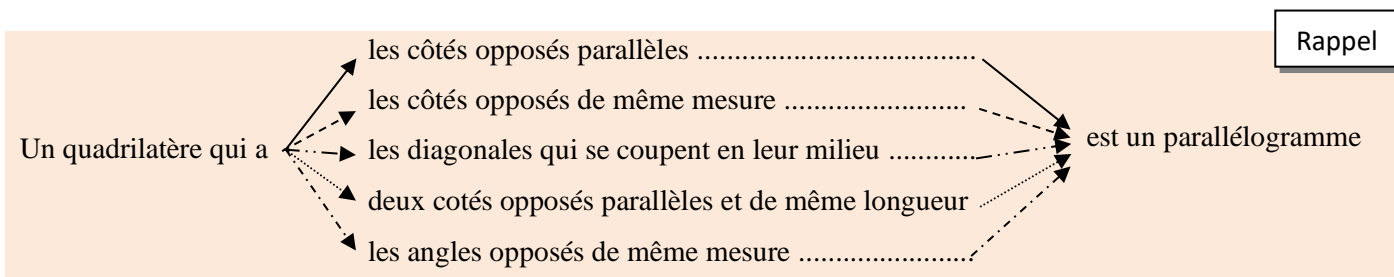 Rappel
les côtés opposés parallèles ......................................
les côtés opposés de même mesure .........................
Un quadrilatère qui a
les diagonales qui se coupent en leur milieu ............
est un parallélogramme
deux cotés opposés parallèles et de même longueur
les angles opposés de même mesure ........................